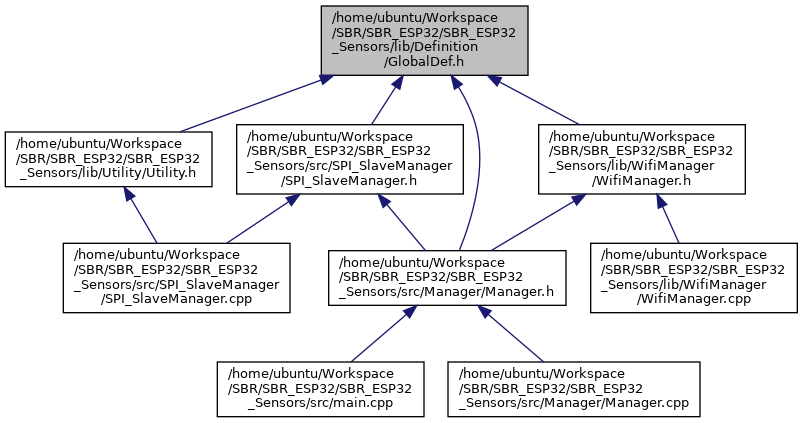 /home/ubuntu/Workspace
/SBR/SBR_ESP32/SBR_ESP32
_Sensors/lib/Definition
/GlobalDef.h
/home/ubuntu/Workspace
/SBR/SBR_ESP32/SBR_ESP32
_Sensors/lib/Utility/Utility.h
/home/ubuntu/Workspace
/SBR/SBR_ESP32/SBR_ESP32
_Sensors/src/SPI_SlaveManager
/SPI_SlaveManager.h
/home/ubuntu/Workspace
/SBR/SBR_ESP32/SBR_ESP32
_Sensors/lib/WifiManager
/WifiManager.h
/home/ubuntu/Workspace
/SBR/SBR_ESP32/SBR_ESP32
_Sensors/src/SPI_SlaveManager
/SPI_SlaveManager.cpp
/home/ubuntu/Workspace
/SBR/SBR_ESP32/SBR_ESP32
_Sensors/src/Manager/Manager.h
/home/ubuntu/Workspace
/SBR/SBR_ESP32/SBR_ESP32
_Sensors/lib/WifiManager
/WifiManager.cpp
/home/ubuntu/Workspace
/SBR/SBR_ESP32/SBR_ESP32
_Sensors/src/main.cpp
/home/ubuntu/Workspace
/SBR/SBR_ESP32/SBR_ESP32
_Sensors/src/Manager/Manager.cpp